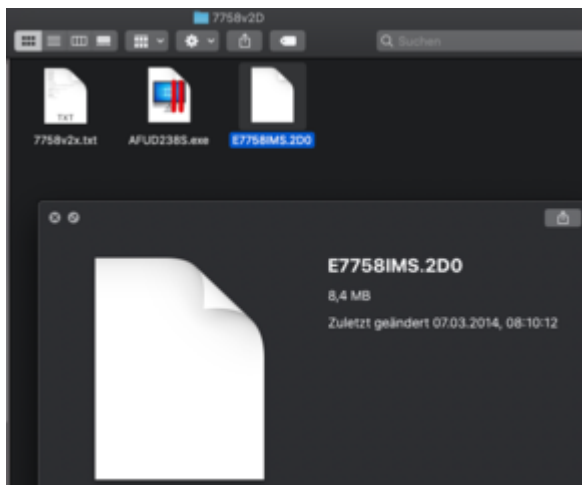 7758v2D
Suchen
TXT
7758v2x.txt
AFUD238S.exe
E7758IMS.2D0
E7758IMS.2D0
8,4 MB
Zuletzt geändert 07.03.2014, 08:10:12